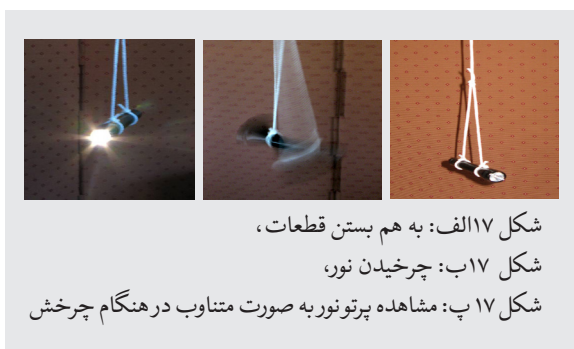 شکل ۱۷الف: به هم بستن قطعات،
شکل ۱۷ب: چرخیدن نور،
شکل ۱۷ پ: مشاهده پرتو نور به صورت متناوب در هنگام چرخش